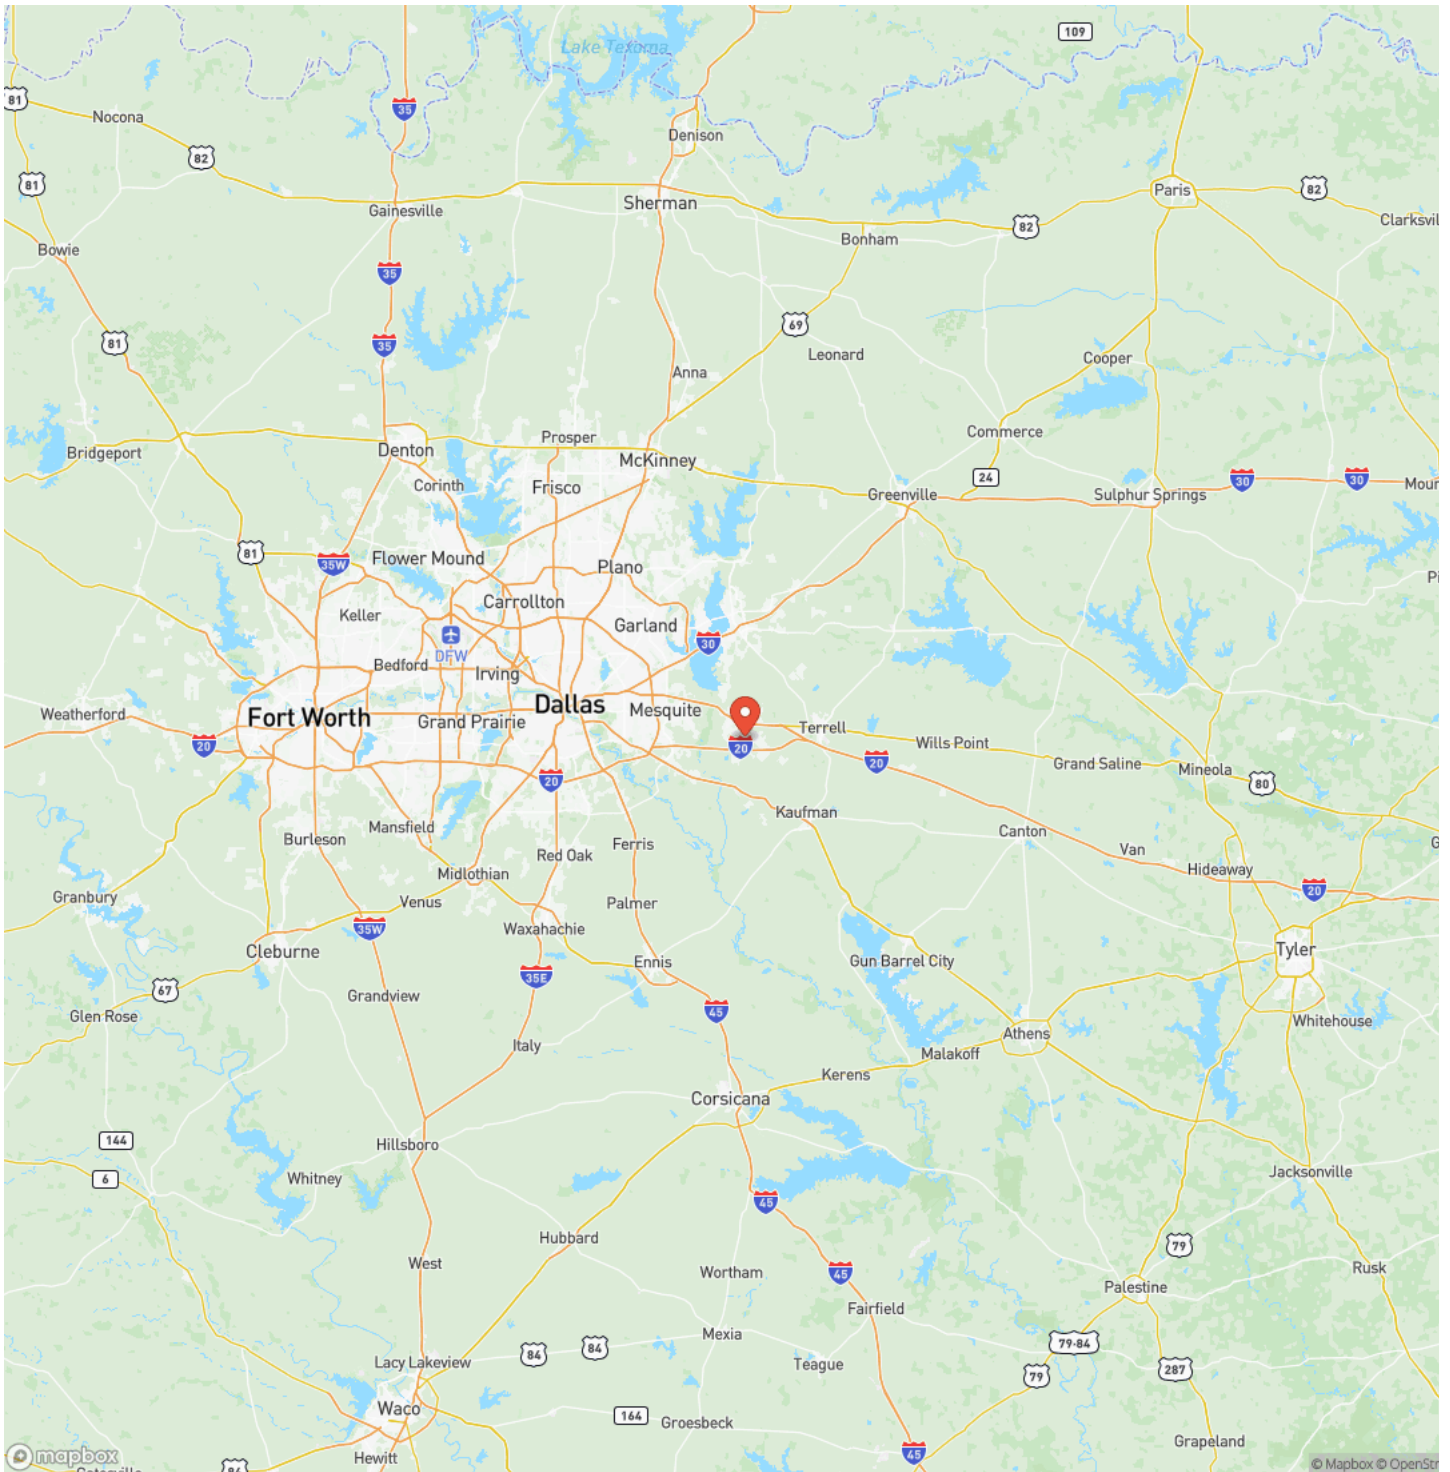 Lake Texoma
109
81
Nocona
35
Denison
82
81
Sherman
Paris
82
Gainesville
Clarksvil
82
Bonham
Bowie
35
69
81
35
Leonard
Cooper
Anna
Commerce
Prosper
Denton
Bridgeport
McKinney
24
30
30
Corinth
Frisco
Greenville
Sulphur Springs
Mour
81
35W
Flower Mound
Plano
Pi
Carrollton
Keller
Garland
30
DFW
Bedford
Irving
Dallas
Mesquite
Weatherford
Fort Worth
Grand Prairie
Terrell
20
20
Wills Point
20
Grand Saline
Mineola
20
80
Kaufman
Mansfield
Canton
Burleson
Ferris
Red Oak
Van
G
Hideaway
Midlothian
20
Granbury
Venus
Palmer
35W
Waxahachie
Cleburne
Tyler
Ennis
Gun Barrel City
35E
67
Grandview
45
Glen Rose
Whitehouse
Athens
Italy
Malakoff
Kerens
Corsicana
144
Hillsboro
6
Whitney
Jacksonville
45
Hubbard
79
West
Wortham
45
Rusk
Palestine
Fairfield
Mexia
79-84
84
84
Lacy Lakeview
Teague
79
287
Waco
164
Groesbeck
Grapeland
45
mapbox
Hewitt
84
© Mapbox © OpenStr